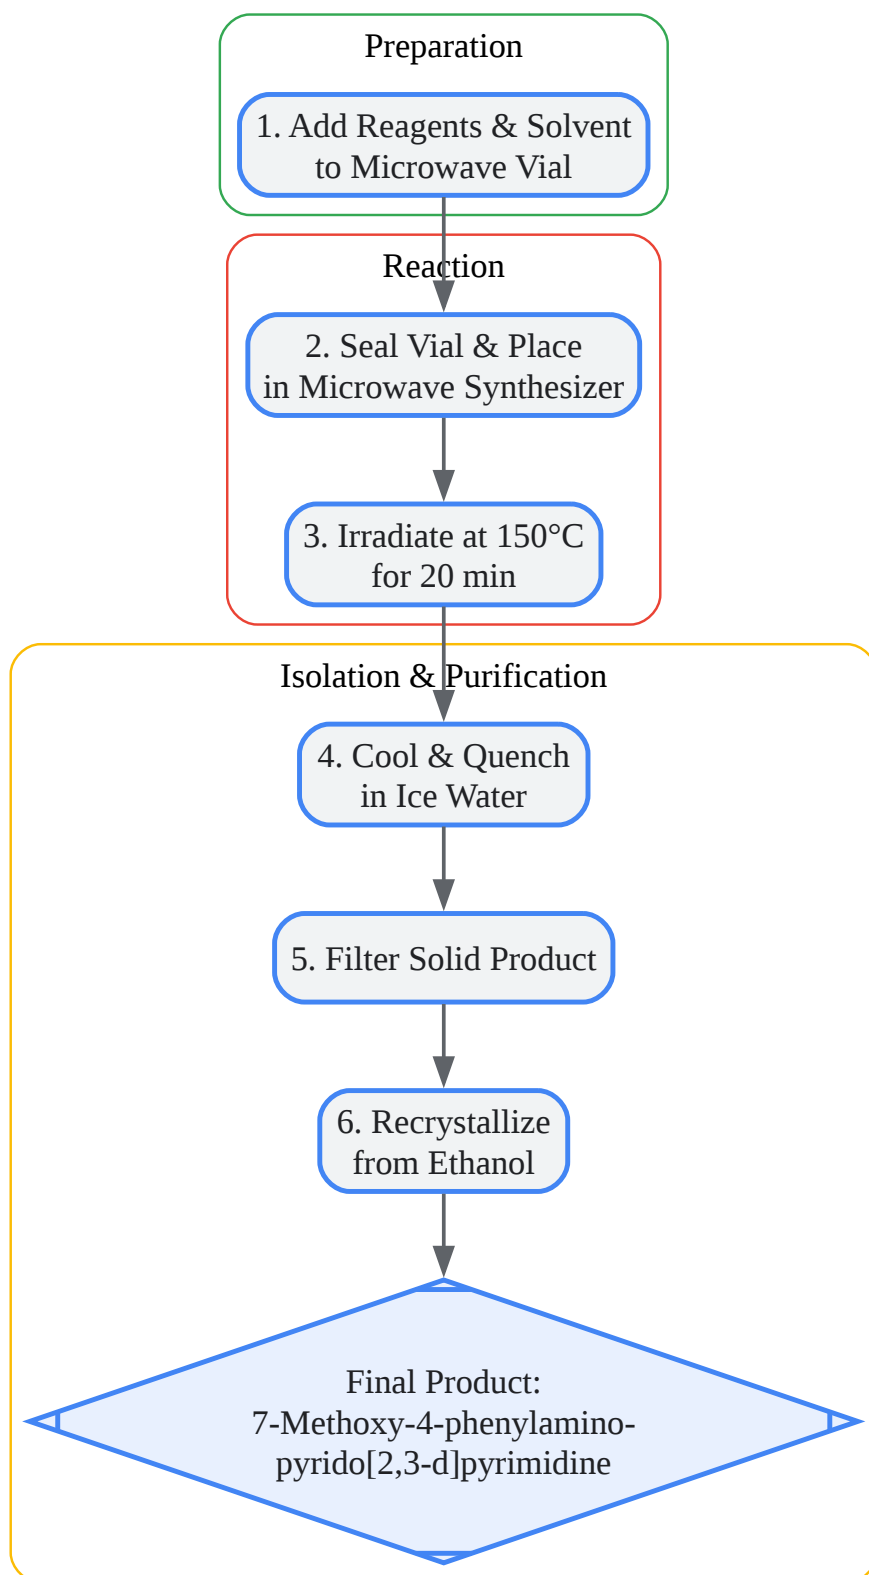 Preparation
1. Add Reagents & Solvent
to Microwave Vial
Reaction
2. Seal Vial & Place
in Microwave Synthesizer
3. Irradiate at 150°C
for 20 min
Isolation & Purification
4. Cool & Quench
in Ice Water
5. Filter Solid Product
6. Recrystallize
from Ethanol
Final Product:
7-Methoxy-4-phenylamino-
pyrido[2,3-d]pyrimidine